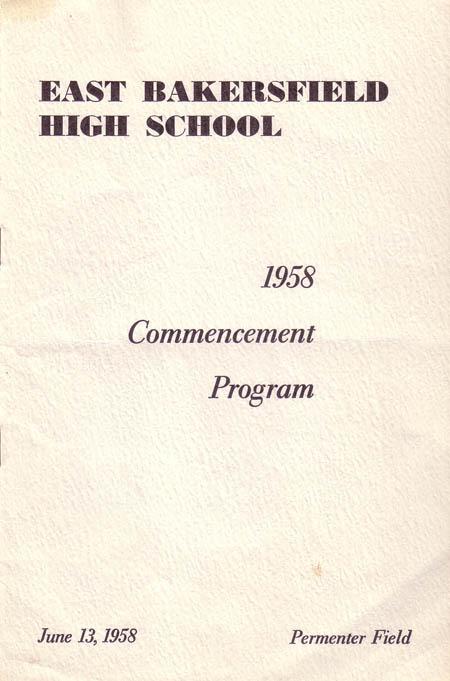 EAST BAKERSFIELD
HIGH SCHOOL
1958
Commencement
Program
June 13, 1958
Permenter Field